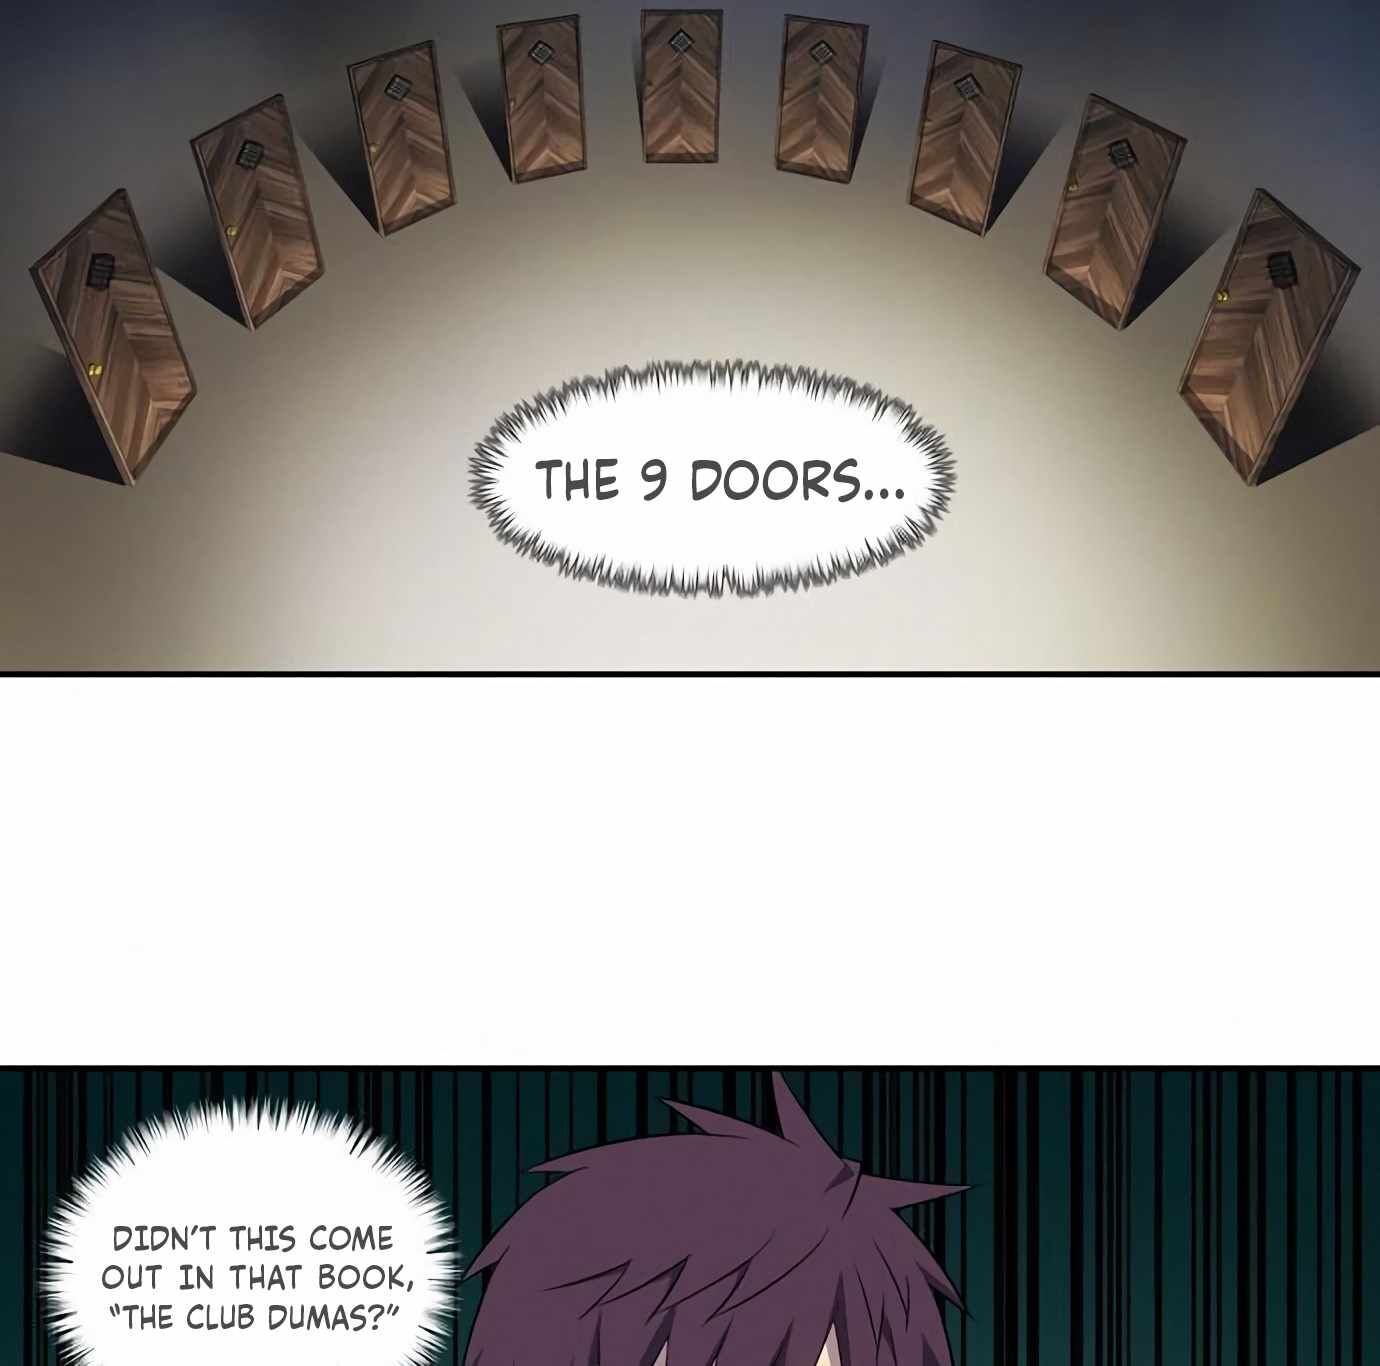 THE 9 DOORS...
DIDN'T THIS COME
OUT IN THAT BOOK,
"THE CLUB DUMAS?"